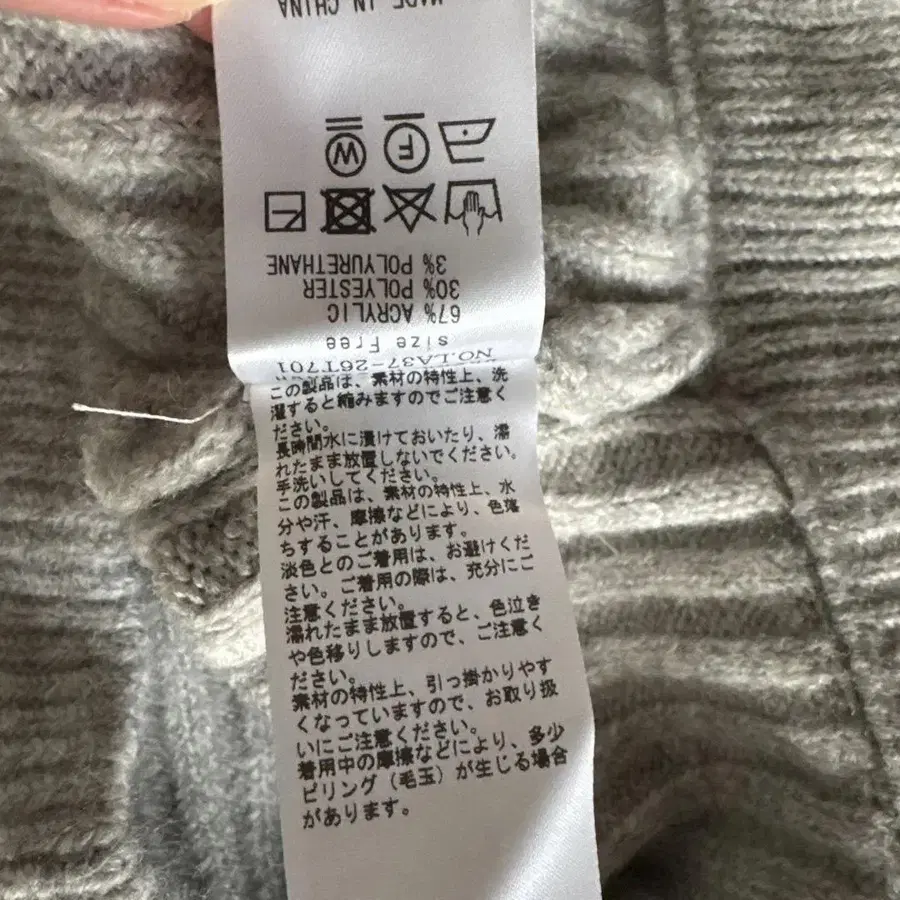 NO.LA37-26T701
size Free
67% ACRYLIC
30% POLYESTER
3% POLYURETHANE
W F
MADE IN CHINA
この製品は、素材の特性上、洗
濯すると縮みますのでご注意く
ださい。
長時間水に漬けておいたり、濡
れたまま放置しないでください。
手洗いしてください。
この製品は、素材の特性上、水
分や汗、摩擦などにより、色落
ちすることがあります。
淡色とのご着用は、お避けくだ
さい。ご着用の際は、充分にご
注意ください。
濡れたまま放置すると、色泣き
や色移りしますので、ご注意く
ださい。
素材の特性上、引っ掛かりやす
くなっていますので、お取り扱
いにご注意ください。
着用中の摩擦などにより、多少
ピリング（毛玉）が生じる場合
があります。